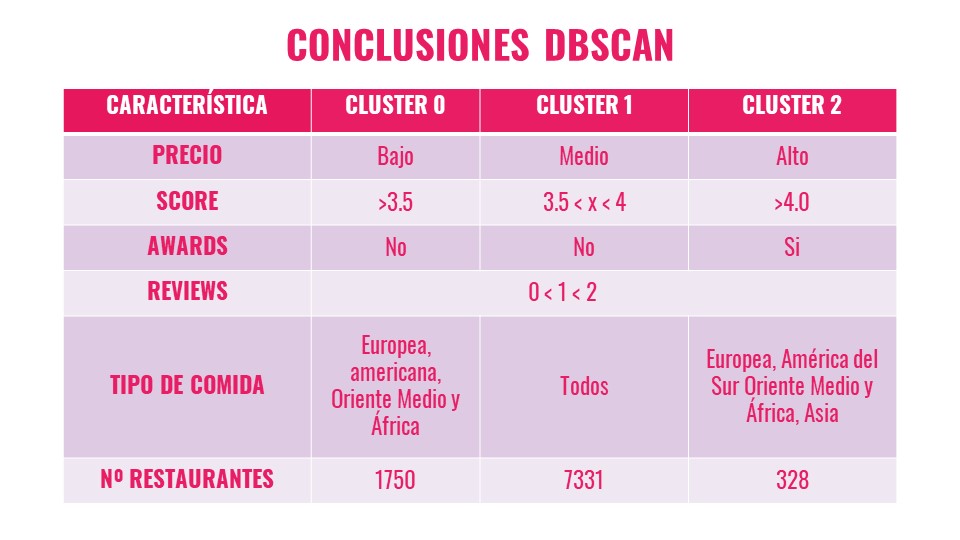 CONCLUSIONES DBSCAN
CARACTERÍSTICA CLUSTER 0 CLUSTER 1 CLUSTER 2
PRECIO Bajo Medio Alto
SCORE >3.5 3.5 < x < 4 >4.0
AWARDS No No Si
REVIEWS 0 < 1 < 2
TIPO DE COMIDA
Europea,
americana,
Oriente Medio y
África
Todos
Europea, América del
Sur Oriente Medio y
África, Asia
Nº RESTAURANTES 1750 7331 328